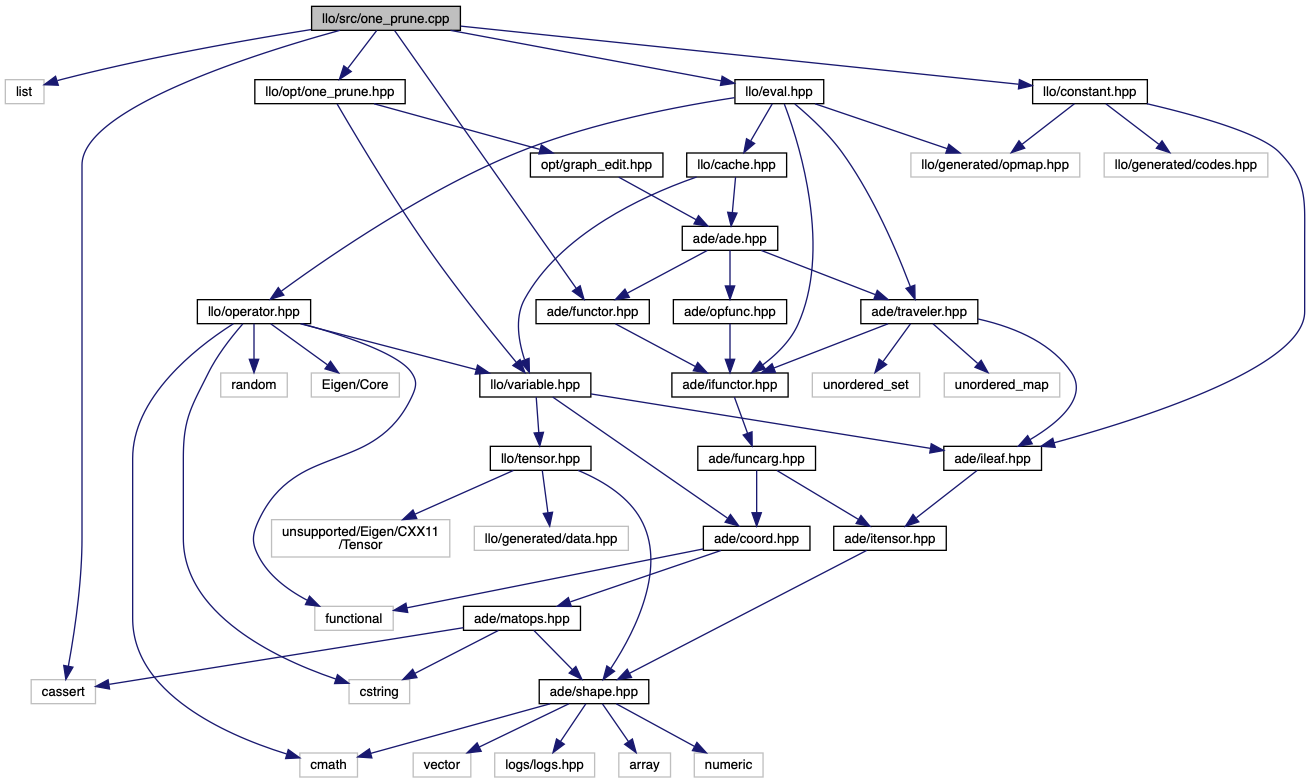 llo/src/one_prune.cpp
list
llo/opt/one_prune.hpp
llo/eval.hpp
llo/constant.hpp
opt/graph_edit.hpp
llo/cache.hpp
llo/generated/opmap.hpp
llo/generated/codes.hpp
ade/ade.hpp
llo/operator.hpp
ade/functor.hpp
ade/opfunc.hpp
ade/traveler.hpp
random
Eigen/Core
llo/variable.hpp
ade/ifunctor.hpp
unordered_set
unordered_map
llo/tensor.hpp
ade/funcarg.hpp
ade/ileaf.hpp
unsupported/Eigen/CXX11
/Tensor
llo/generated/data.hpp
ade/coord.hpp
ade/itensor.hpp
functional
ade/matops.hpp
cassert
cstring
ade/shape.hpp
cmath
vector
logs/logs.hpp
array
numeric